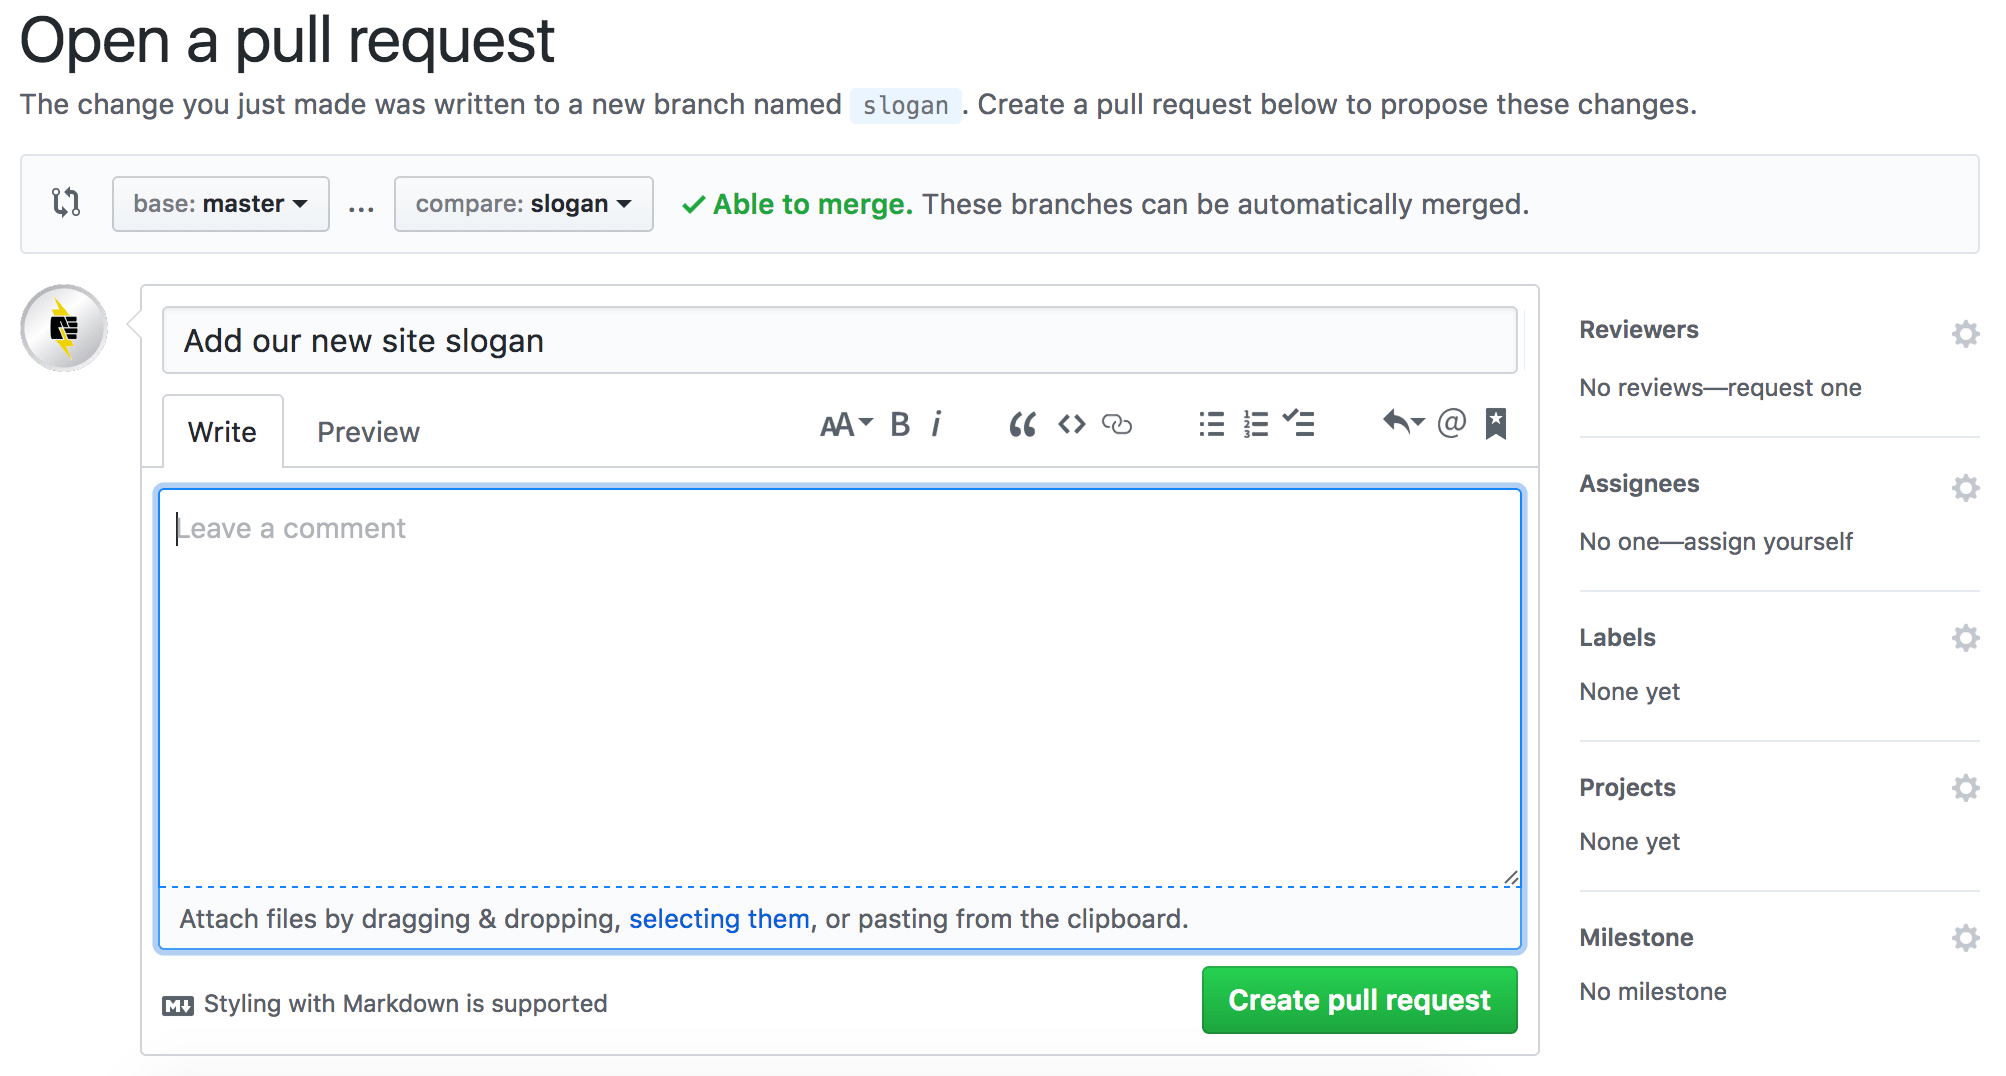 Open a pull request
The change you just made was written to a new branch named slogan. Create a pull request below to propose these changes.
base: master ... compare: slogan Able to merge. These branches can be automatically merged.
Add our new site slogan
Write Preview AA B i @
Leave a comment
Attach files by dragging & dropping, selecting them, or pasting from the clipboard.
M Styling with Markdown is supported
Create pull request
Reviewers
No reviews—request one
Assignees
No one—assign yourself
Labels
None yet
Projects
None yet
Milestone
No milestone